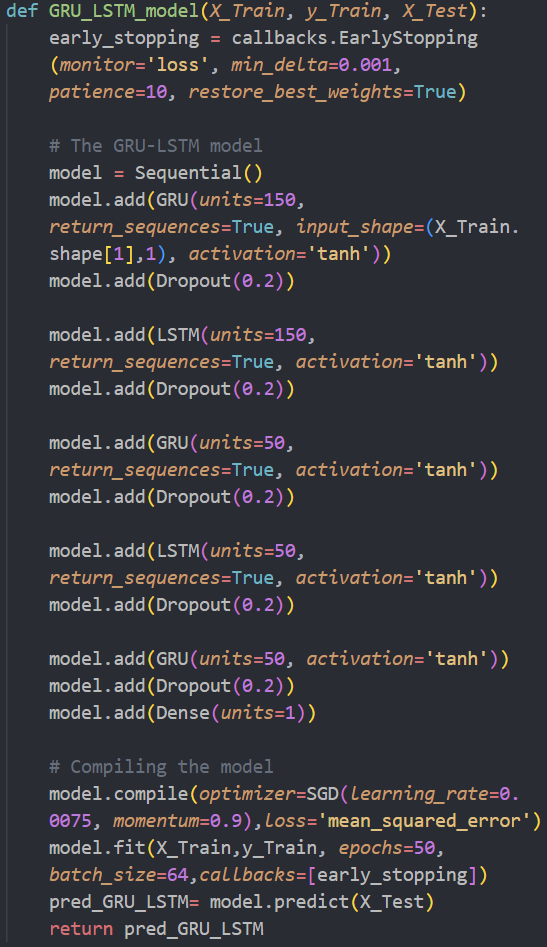 def GRU_LSTM_model(X_Train, y_Train, X_Test):
    early_stopping = callbacks.EarlyStopping
    (monitor='loss', min_delta=0.001,
    patience=10, restore_best_weights=True)

    # The GRU-LSTM model
    model = Sequential()
    model.add(GRU(units=150,
    return_sequences=True, input_shape=(X_Train.
    shape[1],1), activation='tanh'))
    model.add(Dropout(0.2))

    model.add(LSTM(units=150,
    return_sequences=True, activation='tanh'))
    model.add(Dropout(0.2))

    model.add(GRU(units=50,
    return_sequences=True, activation='tanh'))
    model.add(Dropout(0.2))

    model.add(LSTM(units=50,
    return_sequences=True, activation='tanh'))
    model.add(Dropout(0.2))

    model.add(GRU(units=50, activation='tanh'))
    model.add(Dropout(0.2))
    model.add(Dense(units=1))

    # Compiling the model
    model.compile(optimizer=SGD(learning_rate=0.
    0075, momentum=0.9),loss='mean_squared_error')
    model.fit(X_Train,y_Train, epochs=50,
    batch_size=64,callbacks=[early_stopping])
    pred_GRU_LSTM= model.predict(X_Test)
    return pred_GRU_LSTM